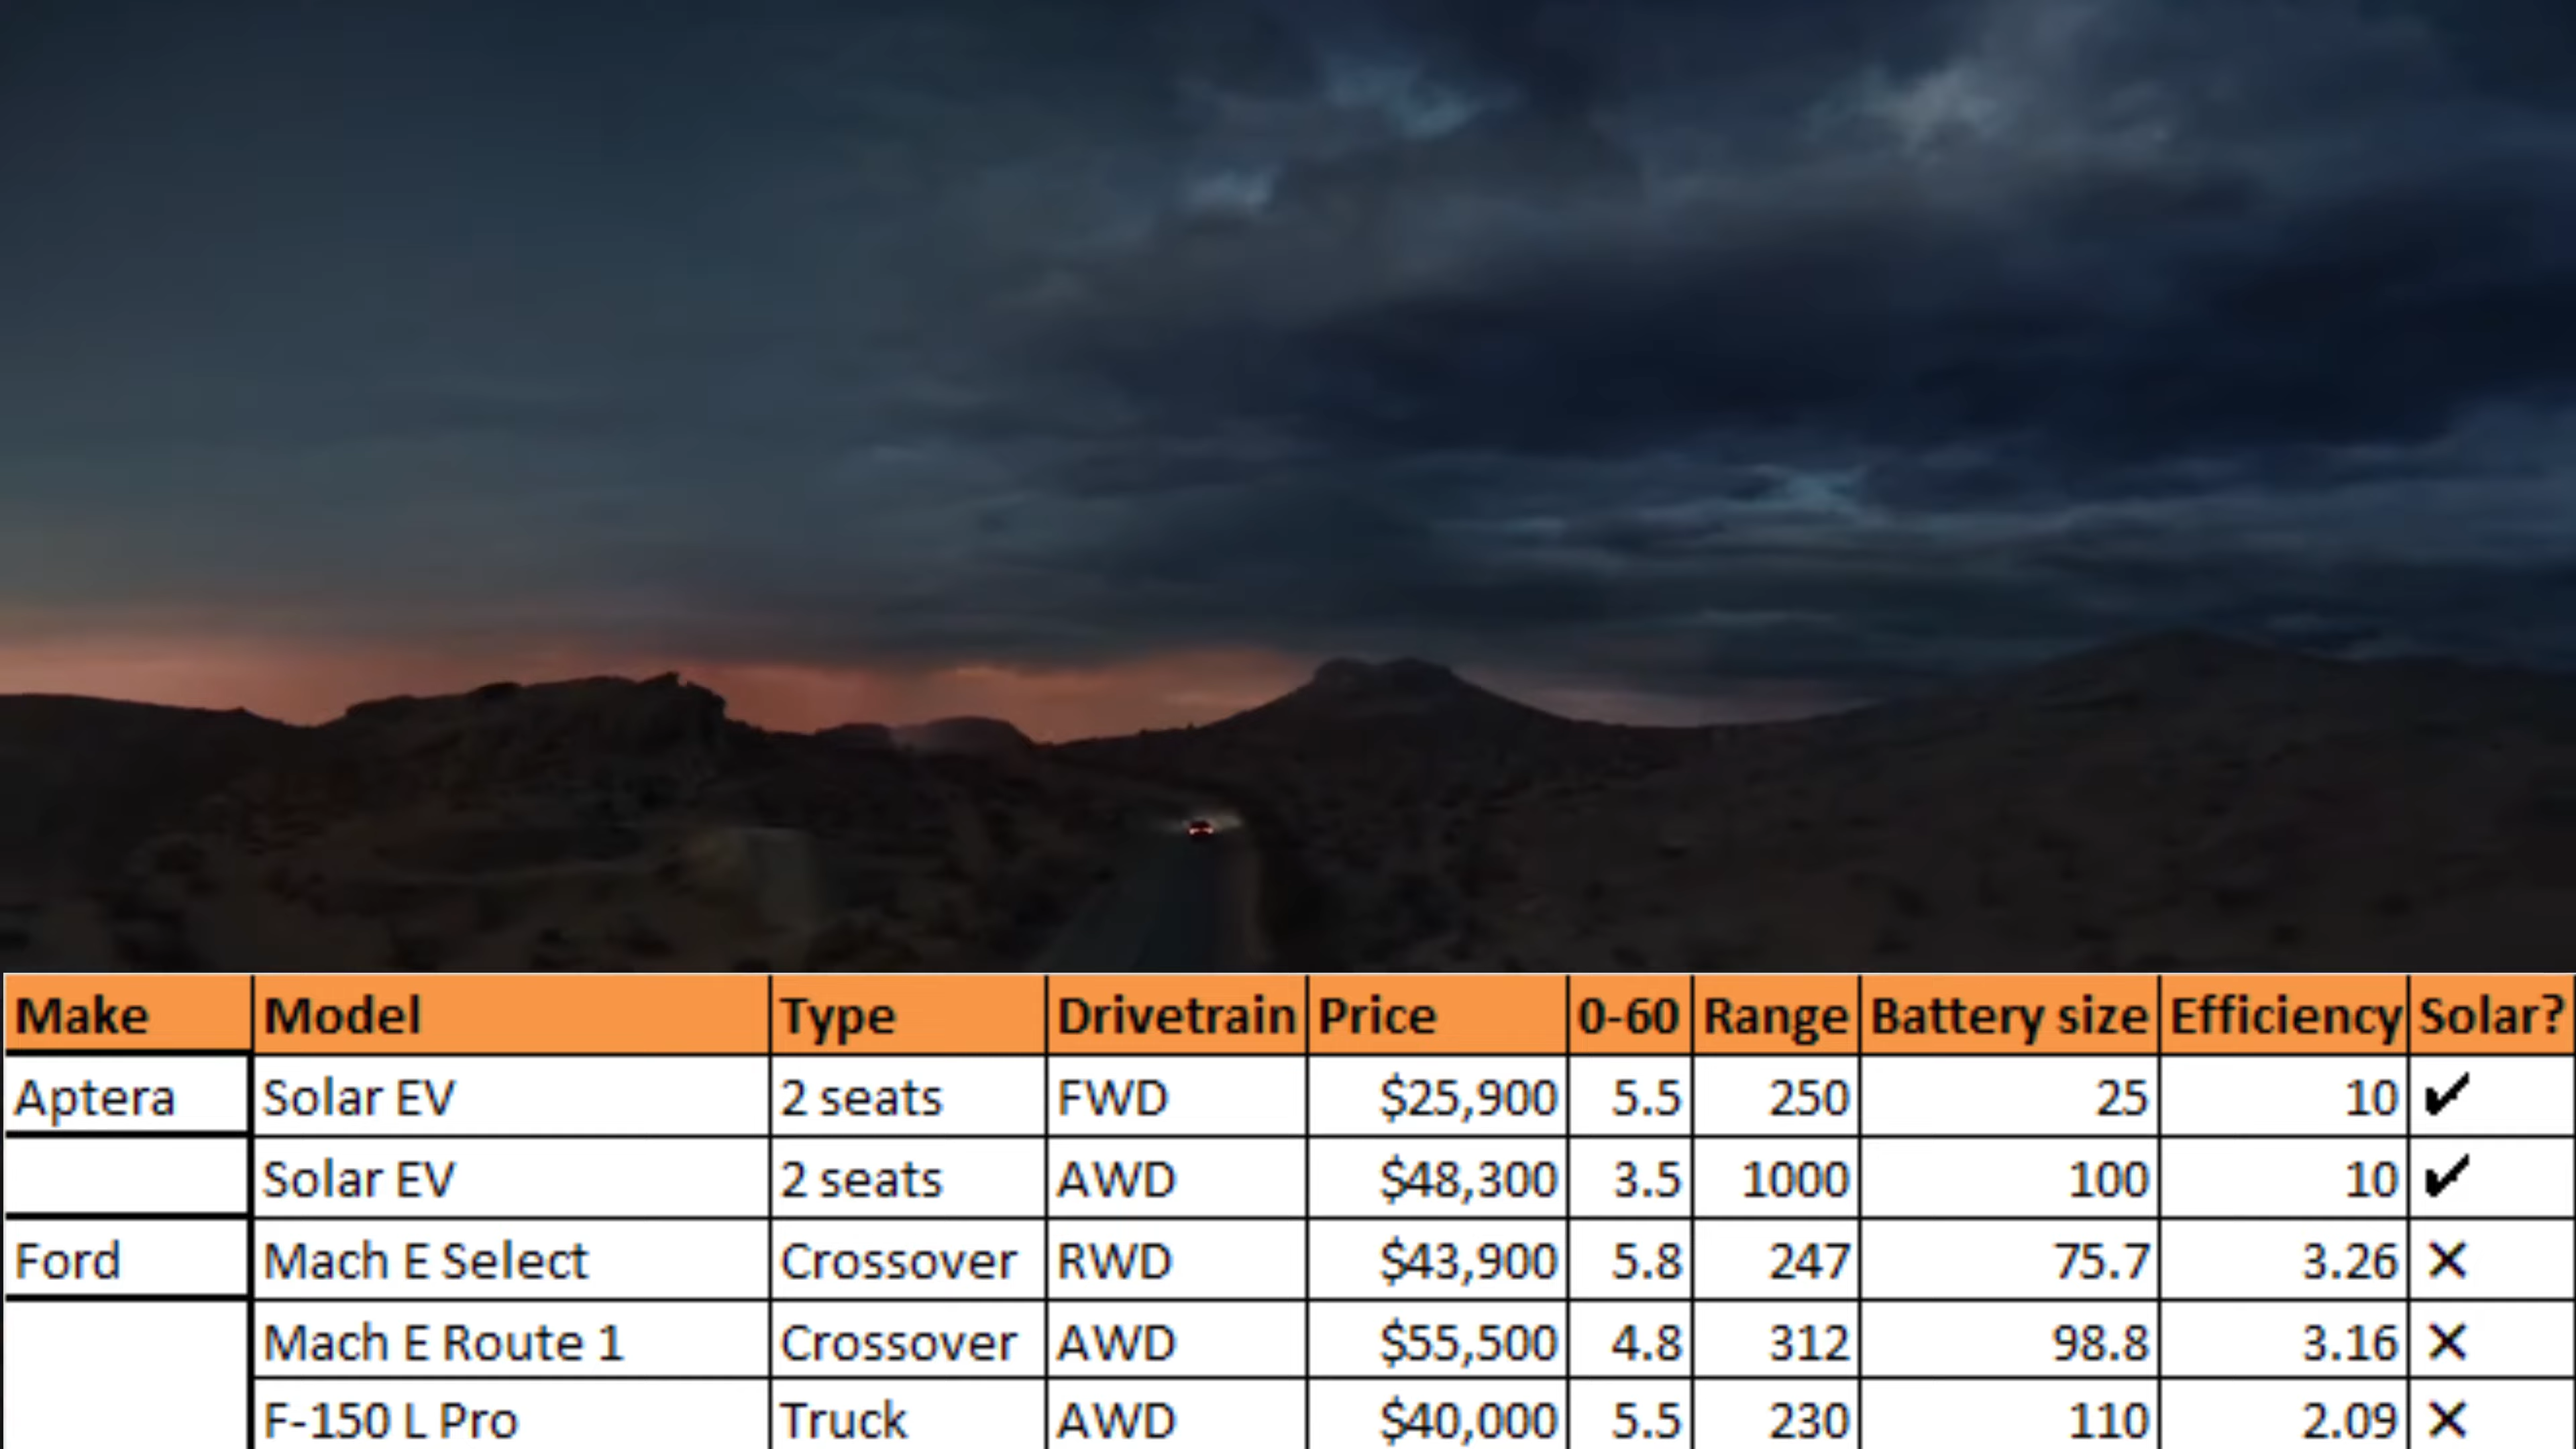 Make Model Type Drivetrain Price 0-60 Range Battery size Efficiency Solar?
Aptera Solar EV 2 seats FWD $25,900 5.5 250 25 10 ✔
Solar EV 2 seats AWD $48,300 3.5 1000 100 10 ✔
Ford Mach E Select Crossover RWD $43,900 5.8 247 75.7 3.26 ✕
Mach E Route 1 Crossover AWD $55,500 4.8 312 98.8 3.16 ✕
F-150 L Pro Truck AWD $40,000 5.5 230 110 2.09 ✕